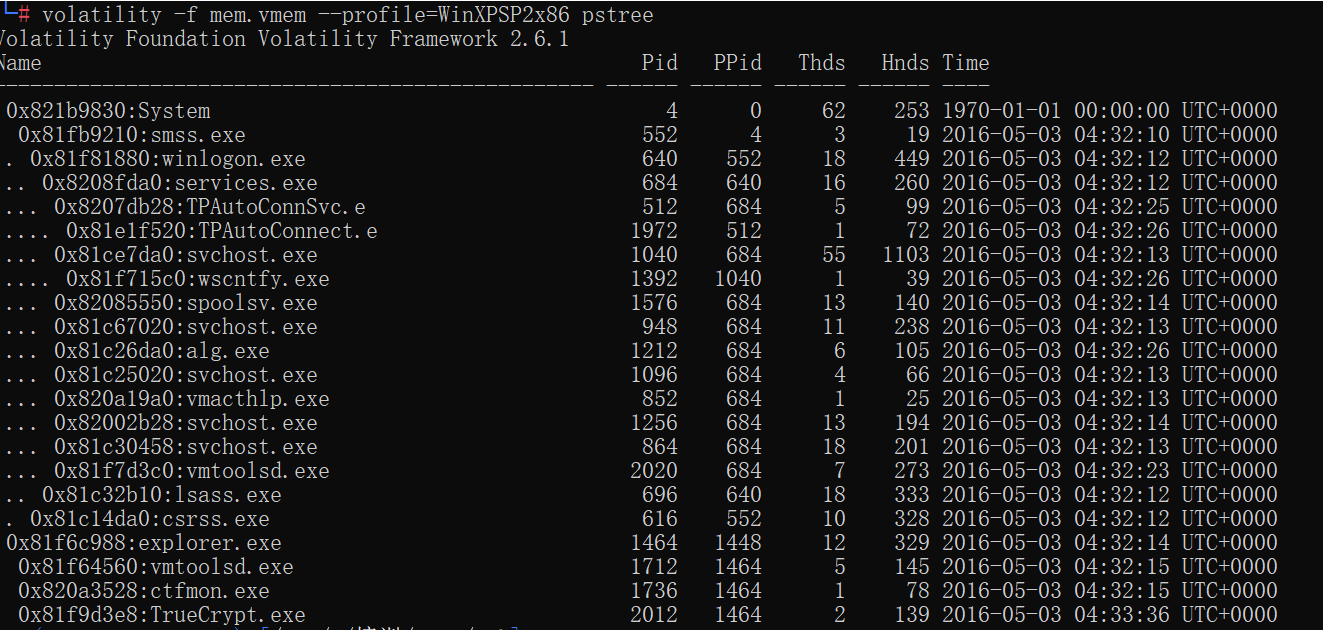 └─# volatility -f mem.vmem --profile=WinXPSP2x86 pstree
Volatility Foundation Volatility Framework 2.6.1
Name Pid PPid Thds Hnds Time
-------------------------------------------------- ------ ------ ------ ------ ----
0x821b9830:System 4 0 62 253 1970-01-01 00:00:00 UTC+0000
0x81fb9210:smss.exe 552 4 3 19 2016-05-03 04:32:10 UTC+0000
. 0x81f81880:winlogon.exe 640 552 18 449 2016-05-03 04:32:12 UTC+0000
.. 0x8208fda0:services.exe 684 640 16 260 2016-05-03 04:32:12 UTC+0000
... 0x8207db28:TPAutoConnSvc.e 512 684 5 99 2016-05-03 04:32:25 UTC+0000
.... 0x81e1f520:TPAutoConnect.e 1972 512 1 72 2016-05-03 04:32:26 UTC+0000
... 0x81ce7da0:svchost.exe 1040 684 55 1103 2016-05-03 04:32:13 UTC+0000
.... 0x81f715c0:wscntfy.exe 1392 1040 1 39 2016-05-03 04:32:26 UTC+0000
... 0x82085550:spoolsv.exe 1576 684 13 140 2016-05-03 04:32:14 UTC+0000
... 0x81c67020:svchost.exe 948 684 11 238 2016-05-03 04:32:13 UTC+0000
... 0x81c26da0:alg.exe 1212 684 6 105 2016-05-03 04:32:26 UTC+0000
... 0x81c25020:svchost.exe 1096 684 4 66 2016-05-03 04:32:13 UTC+0000
... 0x820a19a0:vmacthlp.exe 852 684 1 25 2016-05-03 04:32:13 UTC+0000
... 0x82002b28:svchost.exe 1256 684 13 194 2016-05-03 04:32:14 UTC+0000
... 0x81c30458:svchost.exe 864 684 18 201 2016-05-03 04:32:13 UTC+0000
... 0x81f7d3c0:vmtoolsd.exe 2020 684 7 273 2016-05-03 04:32:23 UTC+0000
.. 0x81c32b10:lsass.exe 696 640 18 333 2016-05-03 04:32:12 UTC+0000
. 0x81c14da0:csrss.exe 616 552 10 328 2016-05-03 04:32:12 UTC+0000
0x81f6c988:explorer.exe 1464 1448 12 329 2016-05-03 04:32:14 UTC+0000
0x81f64560:vmtoolsd.exe 1712 1464 5 145 2016-05-03 04:32:15 UTC+0000
0x820a3528:ctfmon.exe 1736 1464 1 78 2016-05-03 04:32:15 UTC+0000
0x81f9d3e8:TrueCrypt.exe 2012 1464 2 139 2016-05-03 04:33:36 UTC+0000